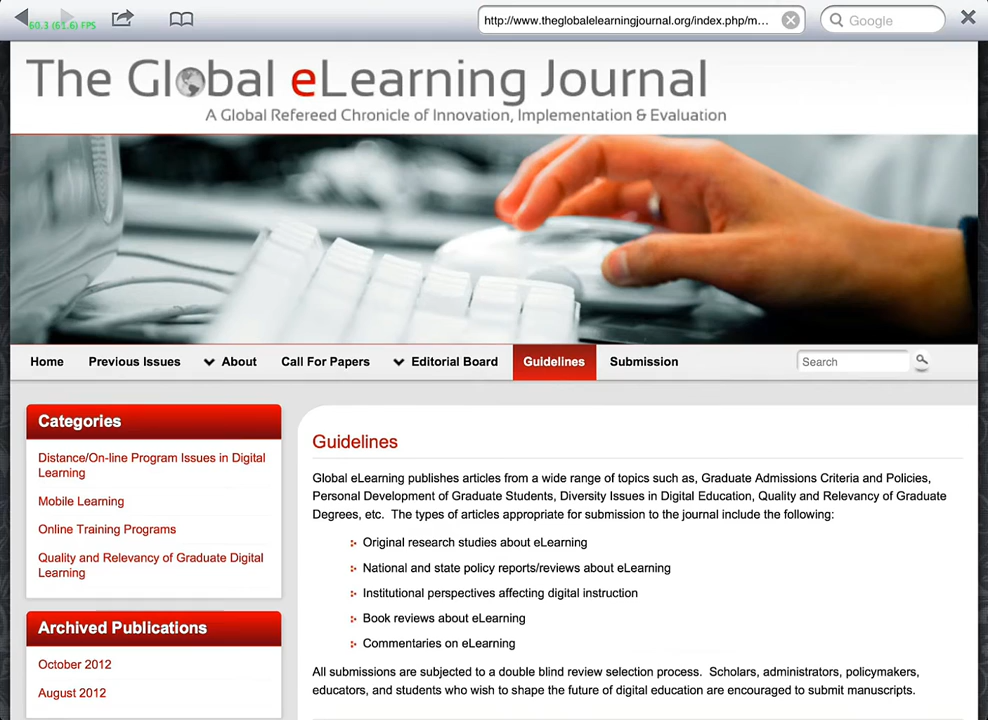 60.3 (61.6) FPS
http://www.theglobalelearningjournal.org/index.php/m...
Google
The Global eLearning Journal
A Global Refereed Chronicle of Innovation, Implementation & Evaluation
Home
Previous Issues
About
Call For Papers
Editorial Board
Guidelines
Submission
Search
Categories
Distance/On-line Program Issues in Digital
Learning
Mobile Learning
Online Training Programs
Quality and Relevancy of Graduate Digital
Learning
Archived Publications
October 2012
August 2012
Guidelines
Global eLearning publishes articles from a wide range of topics such as, Graduate Admissions Criteria and Policies,
Personal Development of Graduate Students, Diversity Issues in Digital Education, Quality and Relevancy of Graduate
Degrees, etc.  The types of articles appropriate for submission to the journal include the following:
Original research studies about eLearning
National and state policy reports/reviews about eLearning
Institutional perspectives affecting digital instruction
Book reviews about eLearning
Commentaries on eLearning
All submissions are subjected to a double blind review selection process.  Scholars, administrators, policymakers,
educators, and students who wish to shape the future of digital education are encouraged to submit manuscripts.